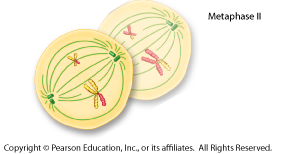 Metaphase II
Copyright © Pearson Education, Inc., or its affiliates. All Rights Reserved.